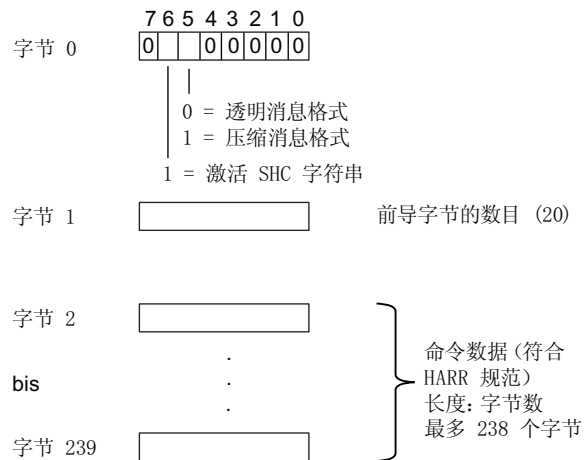 7 6 5 4 3 2 1 0
字节 0
0 0 0 0 0 0
0 = 透明消息格式
1 = 压缩消息格式
1 = 激活 SHC 字符串
字节 1
前导字节的数目 (20)
字节 2
bis
命令数据(符合
HARR 规范)
长度:字节数
最多 238 个字节
字节 239